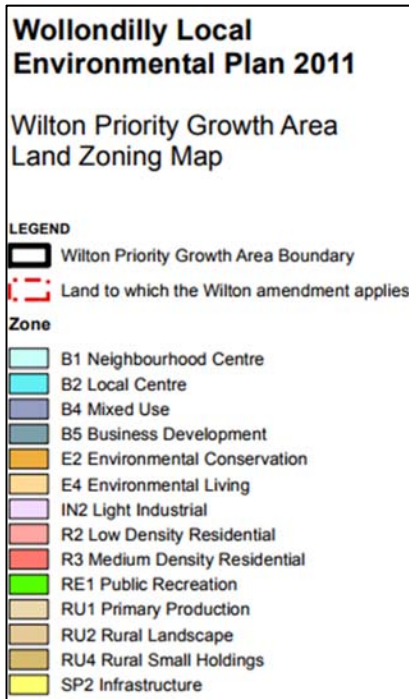 Wollondilly Local
Environmental Plan 2011
Wilton Priority Growth Area
Land Zoning Map
LEGEND
Wilton Priority Growth Area Boundary
Land to which the Wilton amendment applies
Zone
B1 Neighbourhood Centre
B2 Local Centre
B4 Mixed Use
B5 Business Development
E2 Environmental Conservation
E4 Environmental Living
IN2 Light Industrial
R2 Low Density Residential
R3 Medium Density Residential
RE1 Public Recreation
RU1 Primary Production
RU2 Rural Landscape
RU4 Rural Small Holdings
SP2 Infrastructure